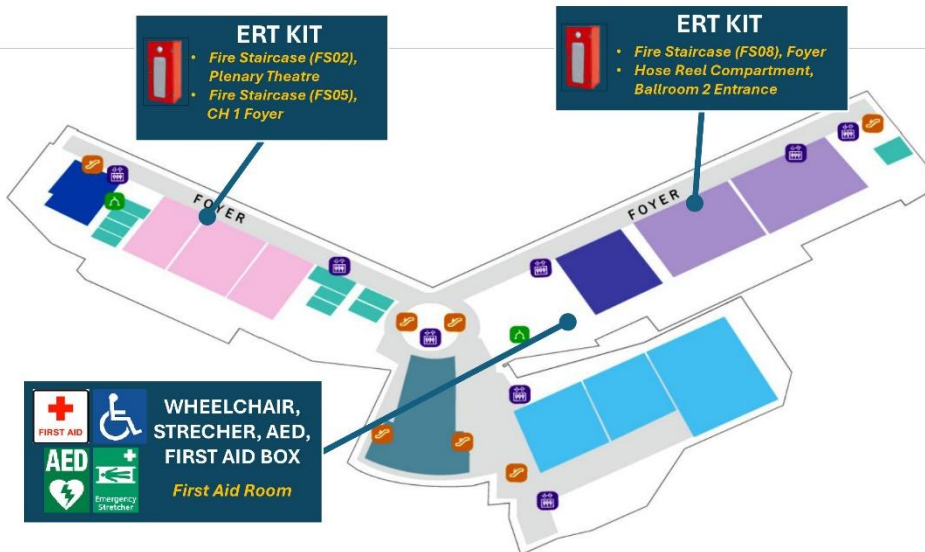 ERT KIT
• Fire Staircase (FS02),
Plenary Theatre
• Fire Staircase (FS05),
CH 1 Foyer
ERT KIT
• Fire Staircase (FS08), Foyer
• Hose Reel Compartment,
Ballroom 2 Entrance
FOYER
FOYER
FIRST AID
AED
Emergency
Stretcher
WHEELCHAIR,
STRECHER, AED,
FIRST AID BOX
First Aid Room